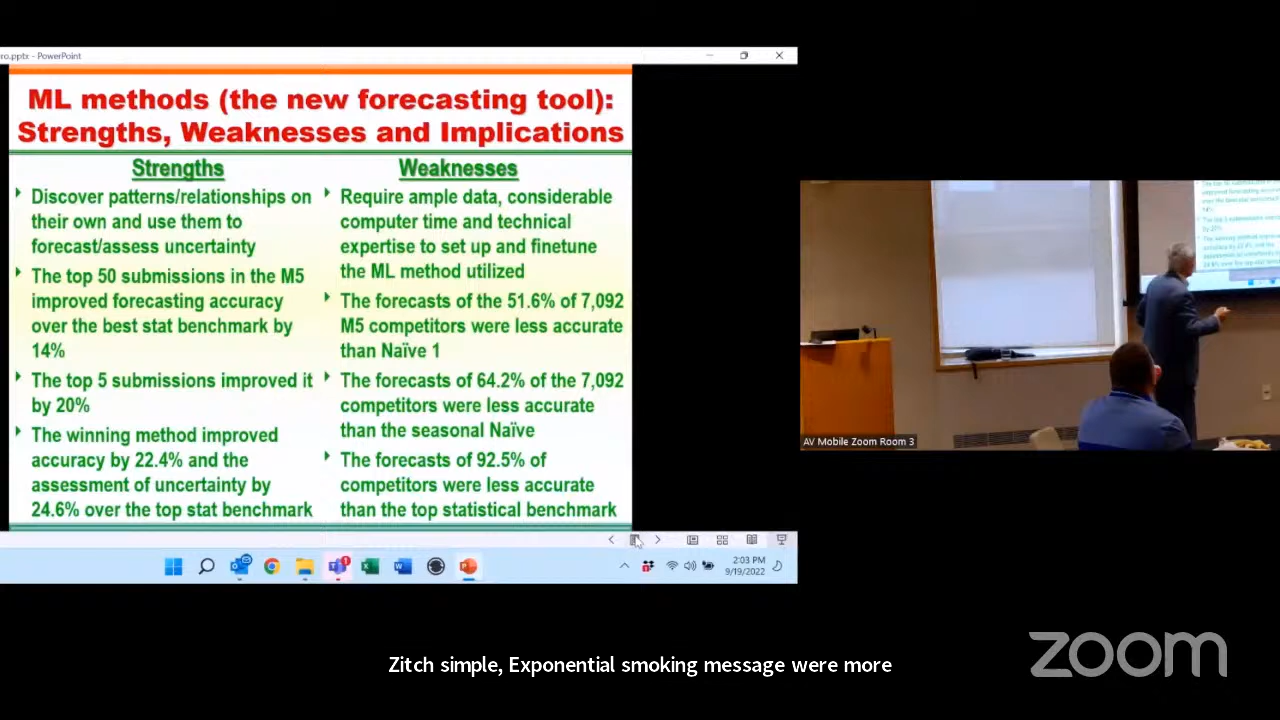 ro.pptx - PowerPoint
ML methods (the new forecasting tool):
Strengths, Weaknesses and Implications
Strengths
Discover patterns/relationships on
their own and use them to
forecast/assess uncertainty
The top 50 submissions in the M5
improved forecasting accuracy
over the best stat benchmark by
14%
The top 5 submissions improved it
by 20%
The winning method improved
accuracy by 22.4% and the
assessment of uncertainty by
24.6% over the top stat benchmark
Weaknesses
Require ample data, considerable
computer time and technical
expertise to set up and finetune
the ML method utilized
The forecasts of the 51.6% of 7,092
M5 competitors were less accurate
than Naïve 1
The forecasts of 64.2% of the 7,092
competitors were less accurate
than the seasonal Naïve
The forecasts of 92.5% of
competitors were less accurate
than the top statistical benchmark
2:03 PM
9/19/2022
AV Mobile Zoom Room 3
Zitch simple, Exponential smoking message were more
zoom